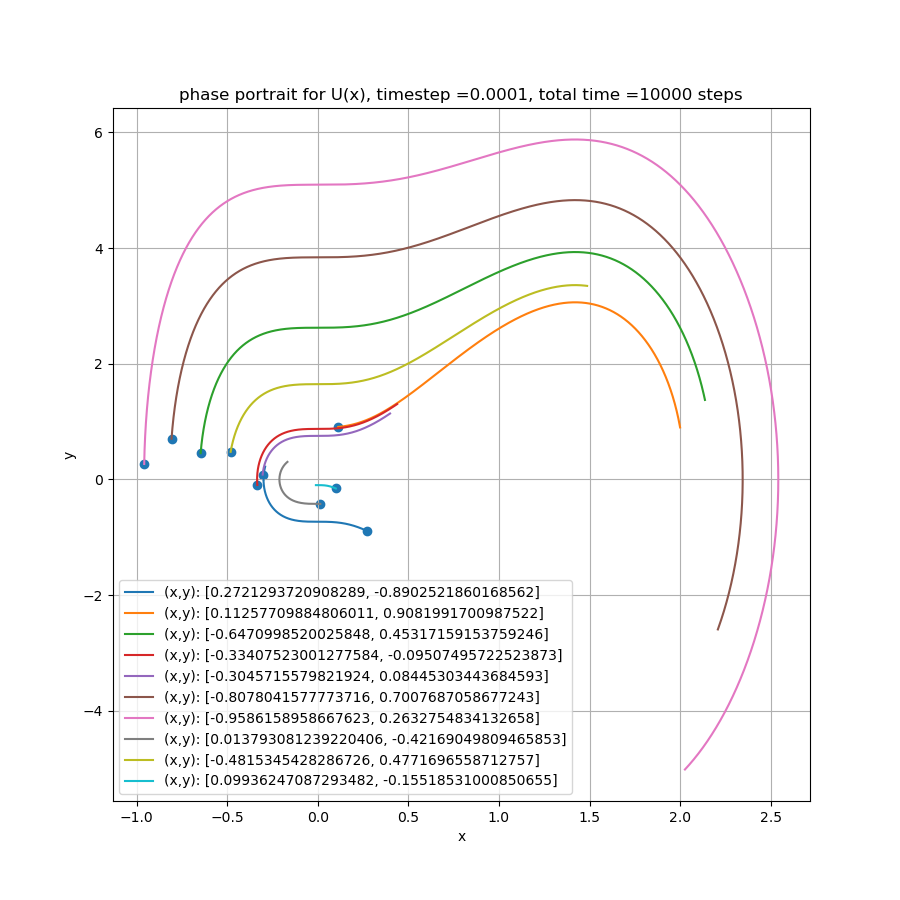 phase portrait for U(x), timestep =0.0001, total time =10000 steps
6
4
2
0
−2
−4
y
(x,y): [0.2721293720908289, -0.8902521860168562]
(x,y): [0.11257709884806011, 0.9081991700987522]
(x,y): [-0.6470998520025848, 0.45317159153759246]
(x,y): [-0.33407523001277584, -0.09507495722523873]
(x,y): [-0.3045715579821924, 0.08445303443684593]
(x,y): [-0.8078041577773716, 0.7007687058677243]
(x,y): [-0.9586158958667623, 0.2632754834132658]
(x,y): [0.013793081239220406, -0.42169049809465853]
(x,y): [-0.4815345428286726, 0.4771696558712757]
(x,y): [0.09936247087293482, -0.155185310008506​55]
−1.0 −0.5 0.0 0.5 1.0 1.5 2.0 2.5
x